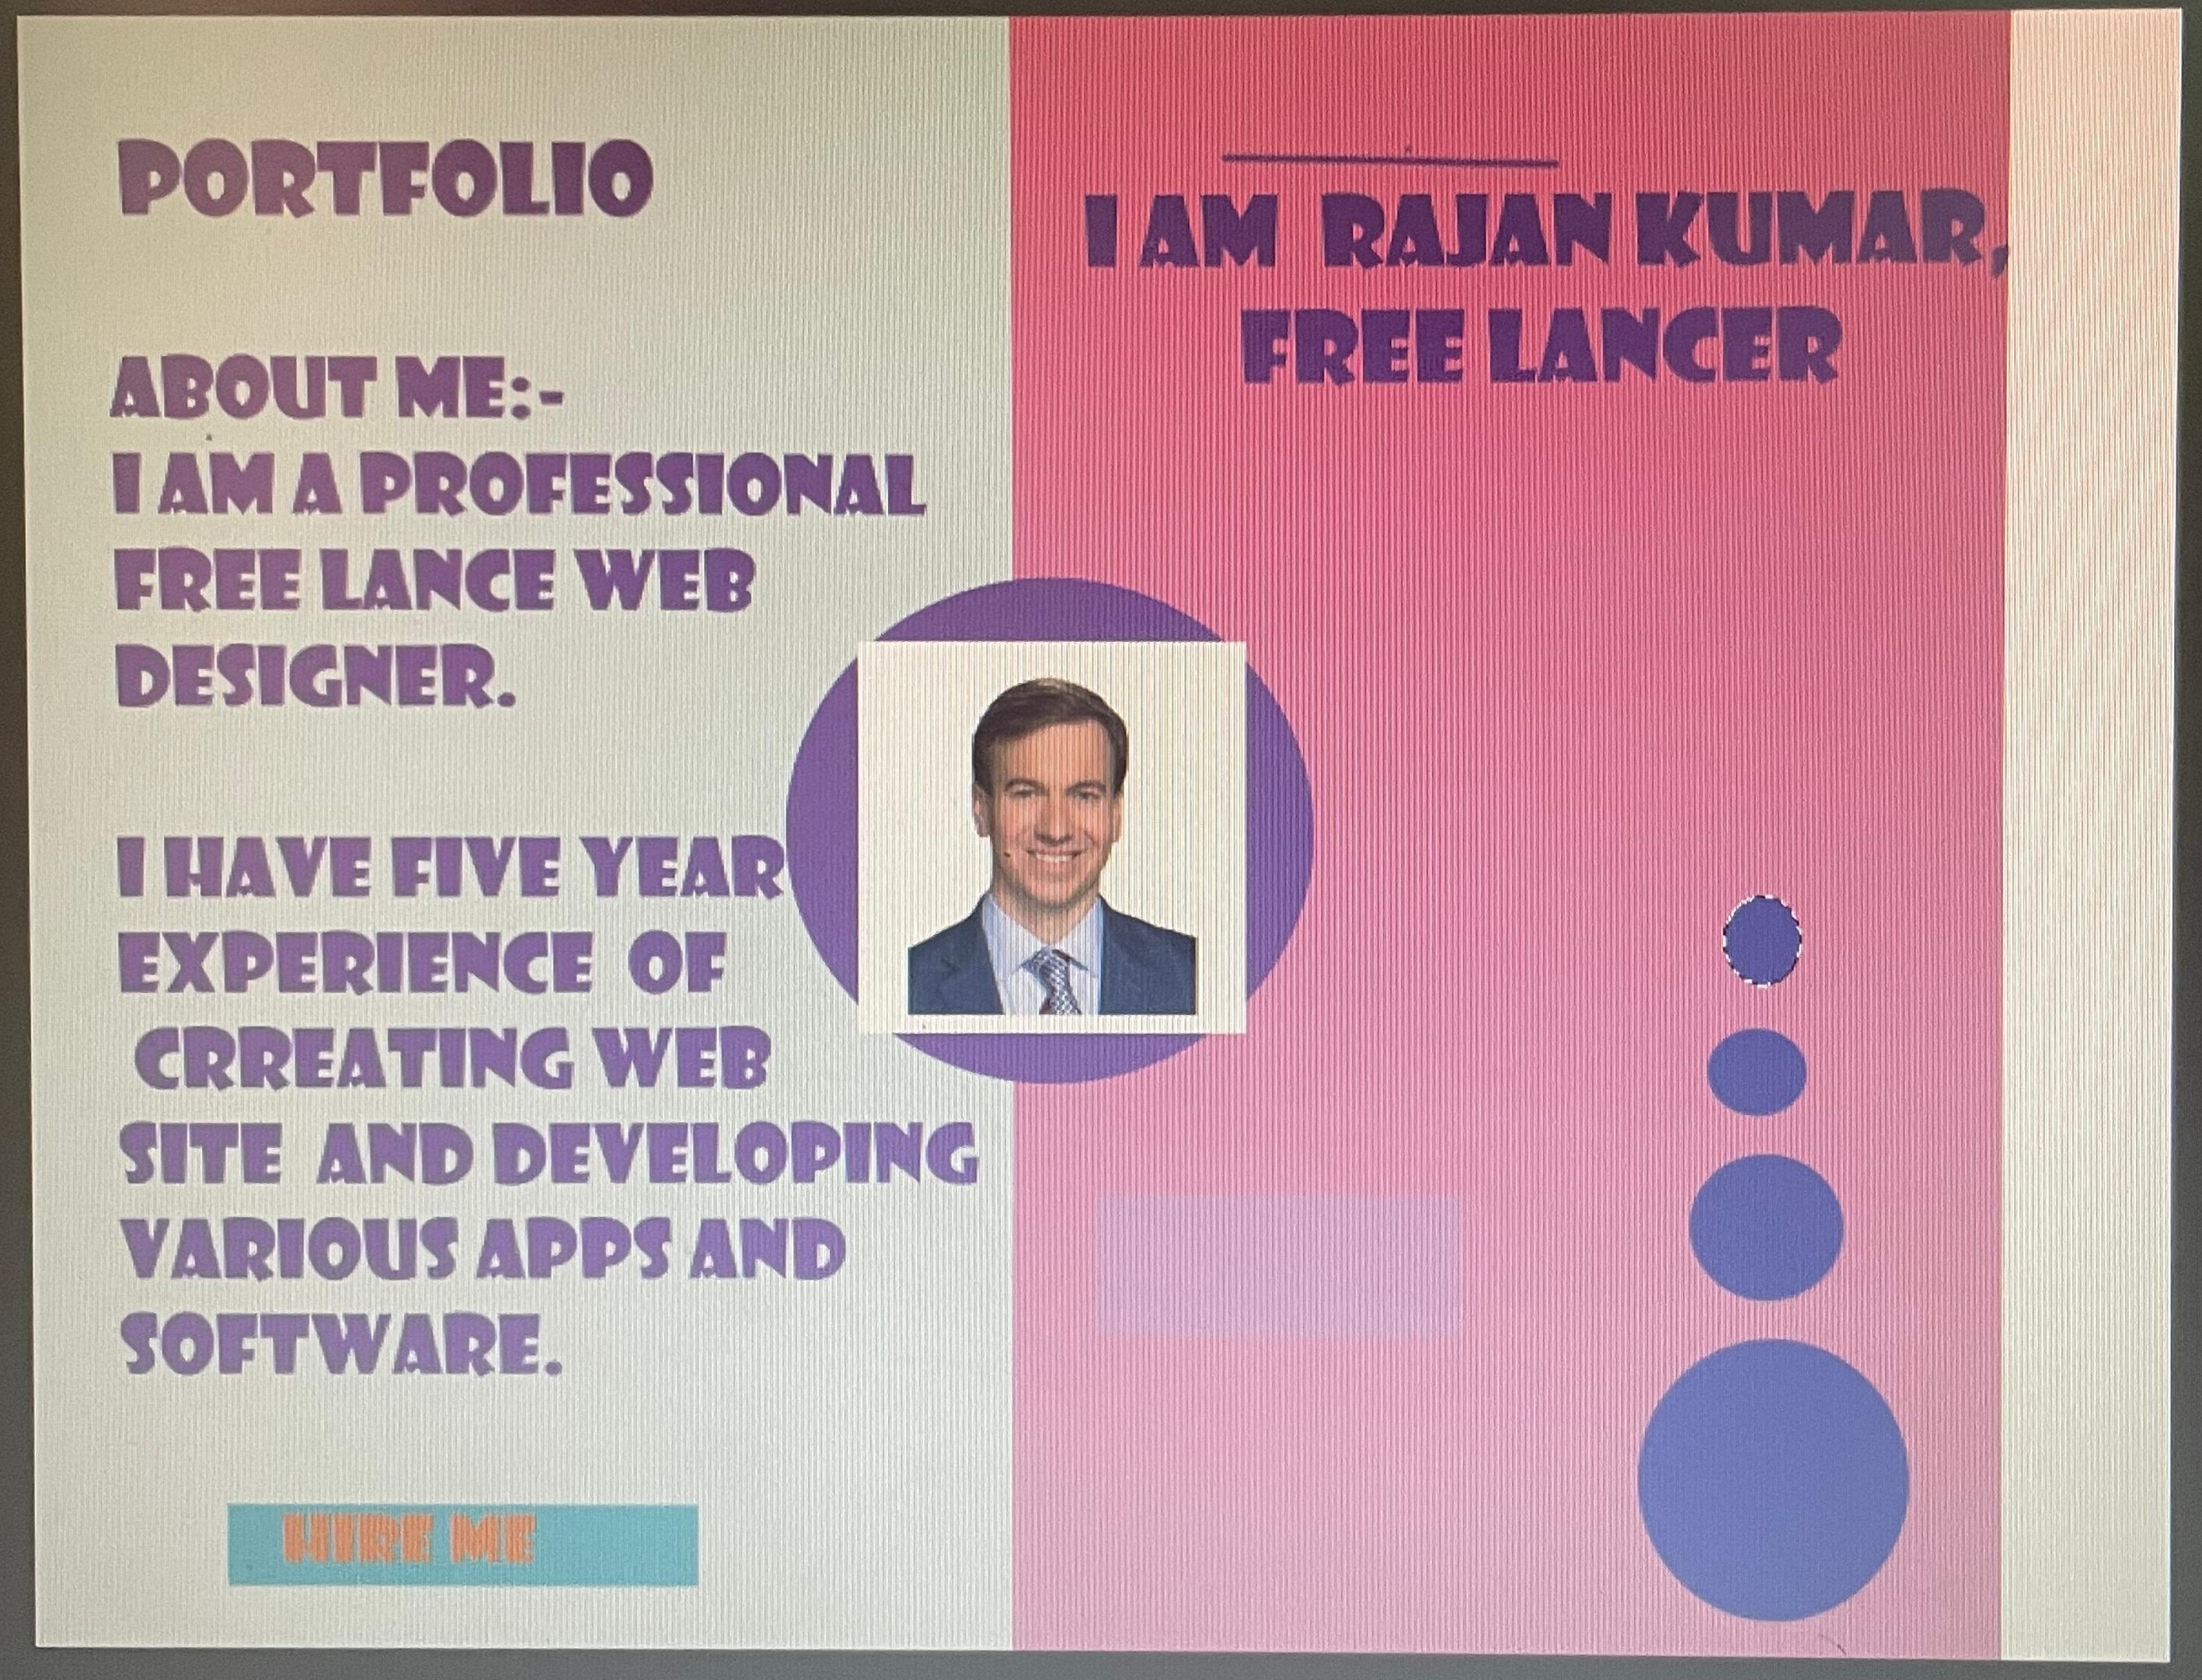 PORTFOLIO
ABOUT ME:-
I AM A PROFESSIONAL
FREE LANCE WEB
DESIGNER.
I HAVE FIVE YEAR
EXPERIENCE OF
CRREATING WEB
SITE AND DEVELOPING
VARIOUS APPS AND
SOFTWARE.
HIRE ME
I AM RAJAN KUMAR,
FREE LANCER